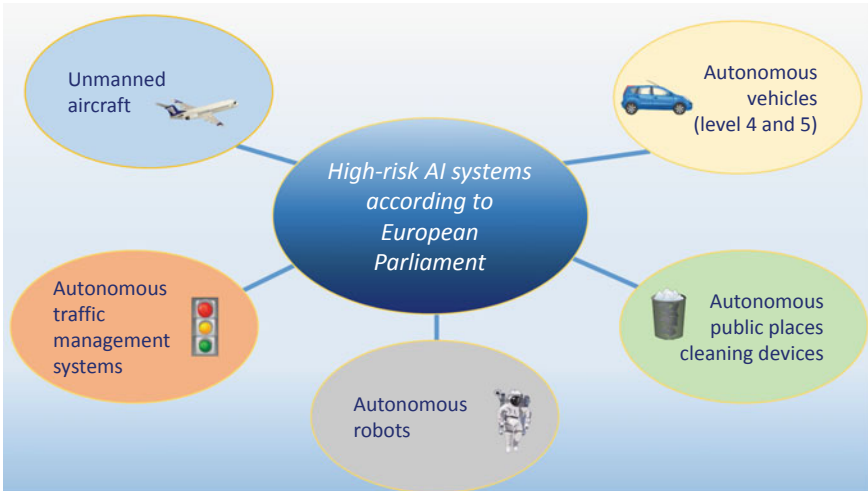 Unmanned
aircraft
Autonomous
vehicles
(level 4 and 5)
High-risk AI systems
according to
European
Parliament
Autonomous
traffic
management
systems
Autonomous
public places
cleaning devices
Autonomous
robots